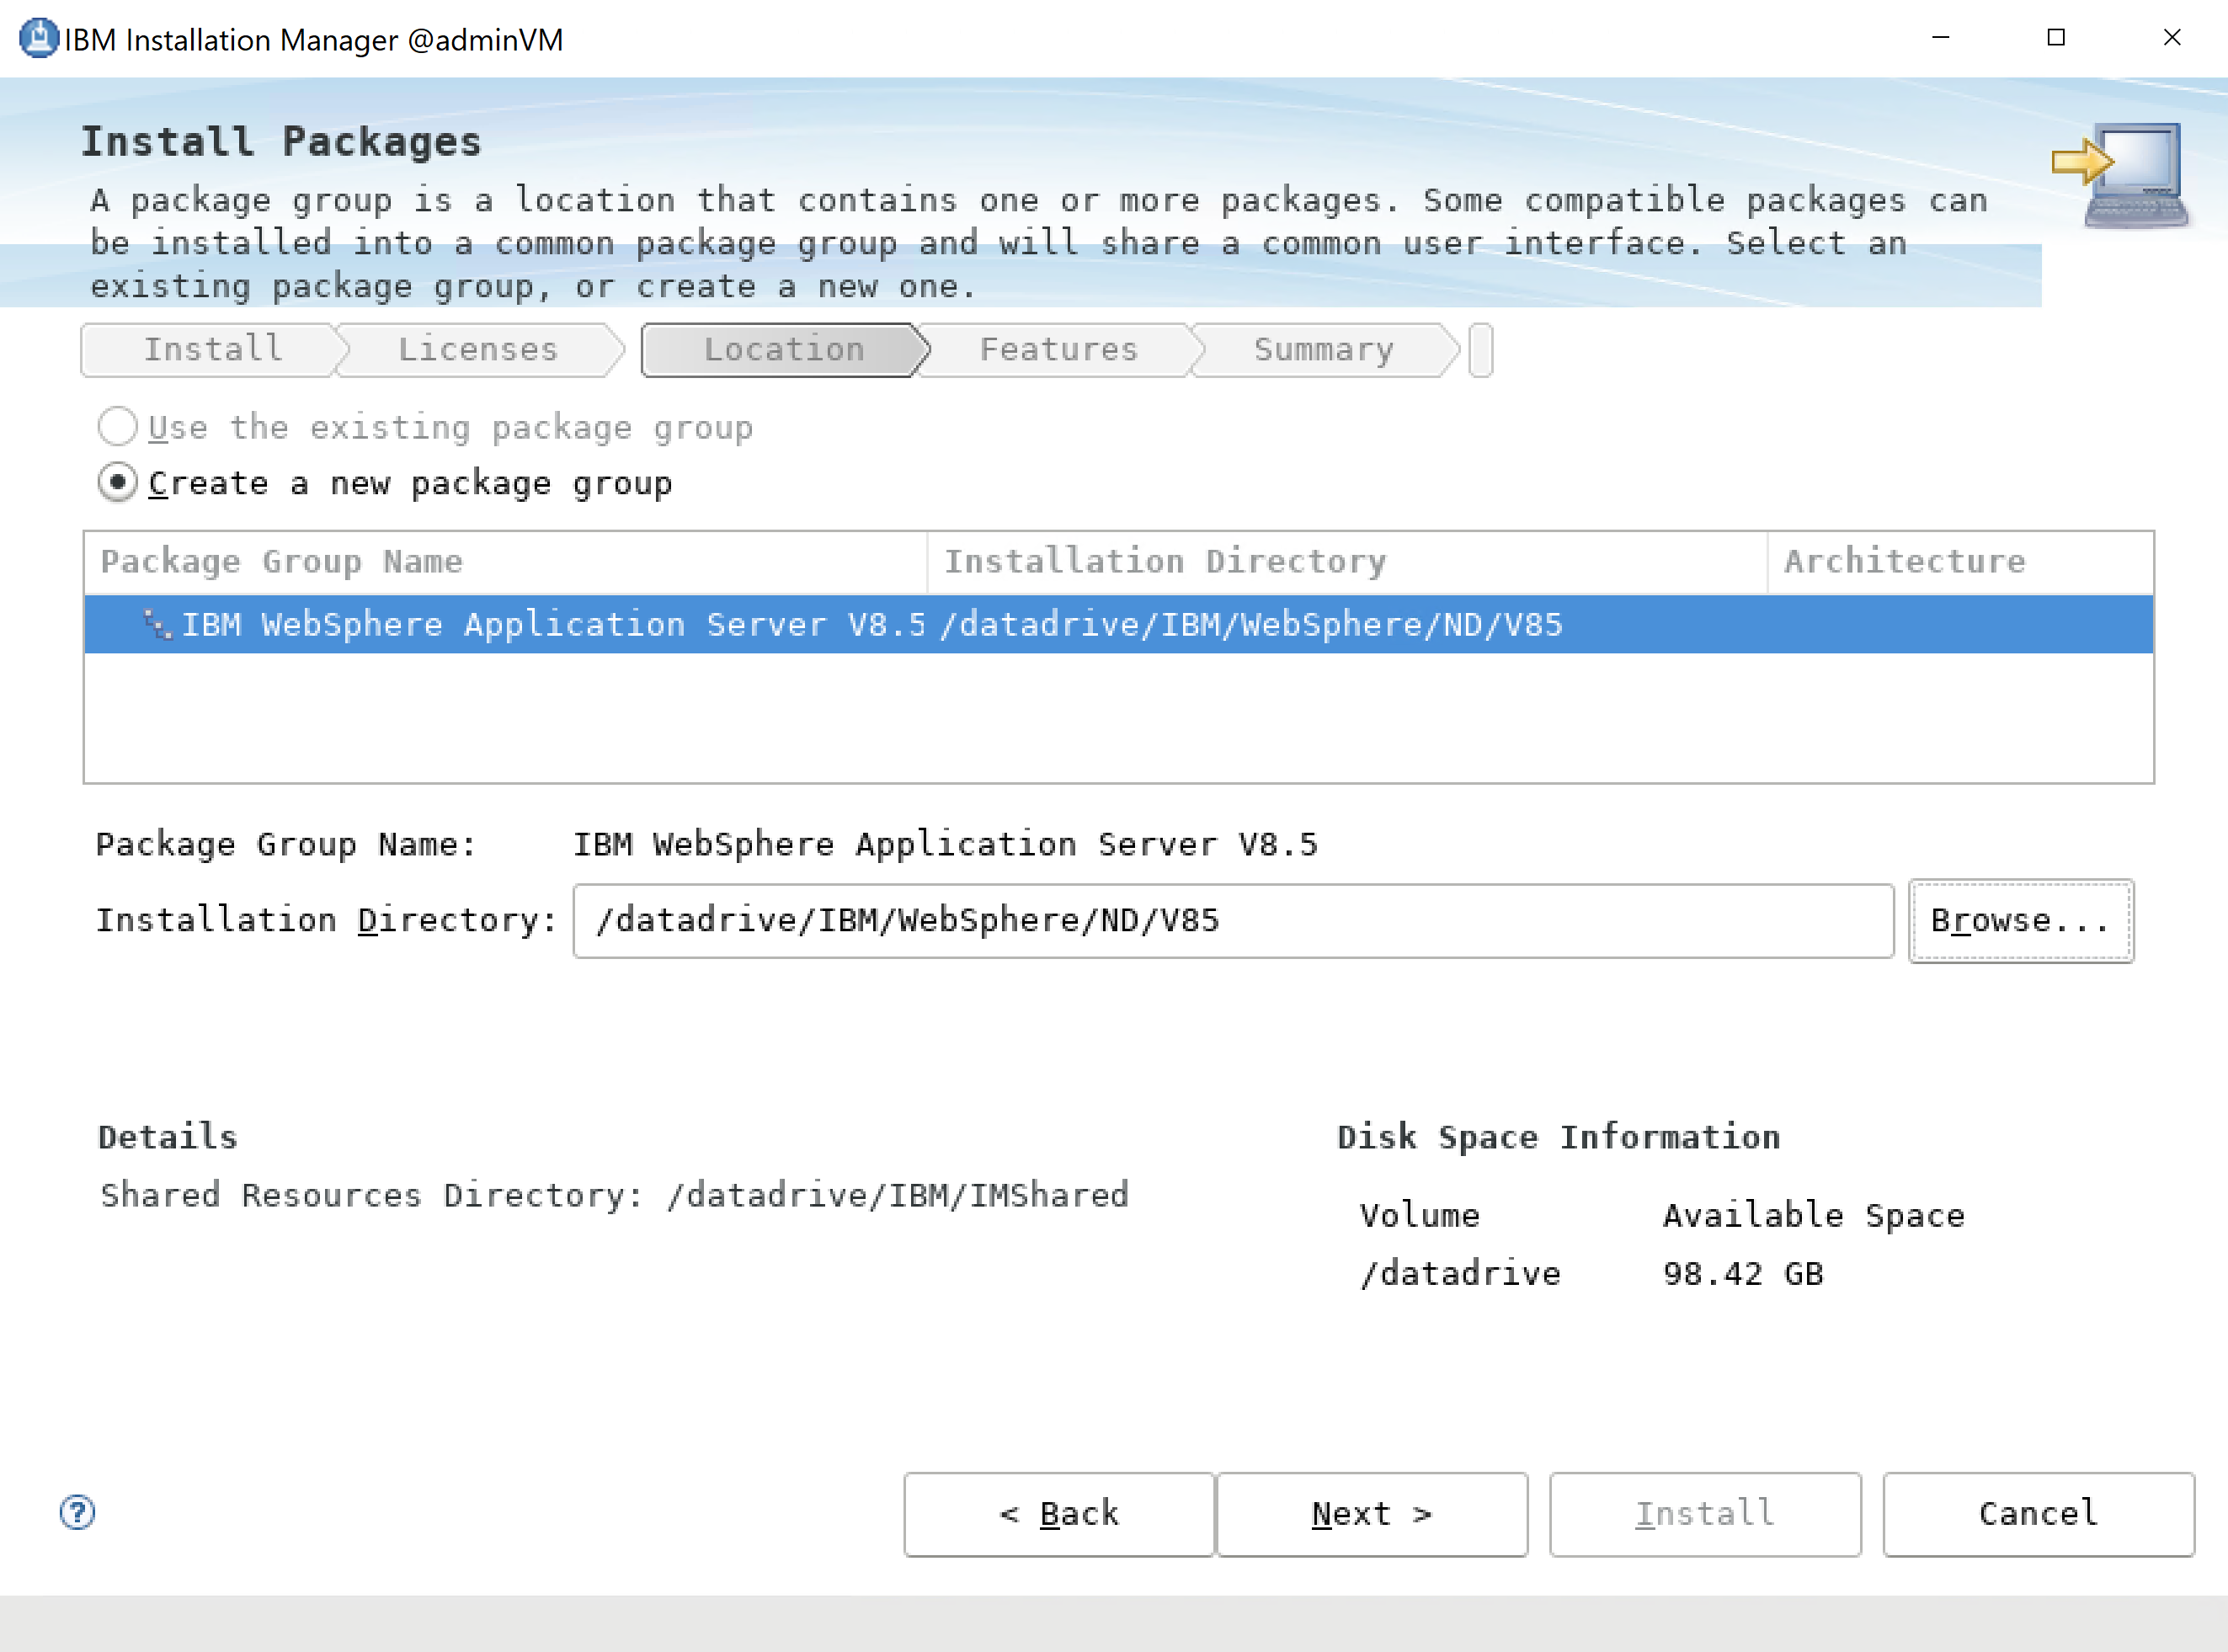 IBM Installation Manager @adminVM
Install Packages
A package group is a location that contains one or more packages. Some compatible packages can
be installed into a common package group and will share a common user interface. Select an
existing package group, or create a new one.
Install Licenses Location Features Summary
Use the existing package group
Create a new package group
Package Group Name Installation Directory Architecture
IBM WebSphere Application Server V8.5 /datadrive/IBM/WebSphere/ND/V85
Package Group Name: IBM WebSphere Application Server V8.5
Installation Directory: /datadrive/IBM/WebSphere/ND/V85 Browse...
Details Disk Space Information
Shared Resources Directory: /datadrive/IBM/IMShared
Volume Available Space
/datadrive 98.42 GB
? < Back Next > Install Cancel